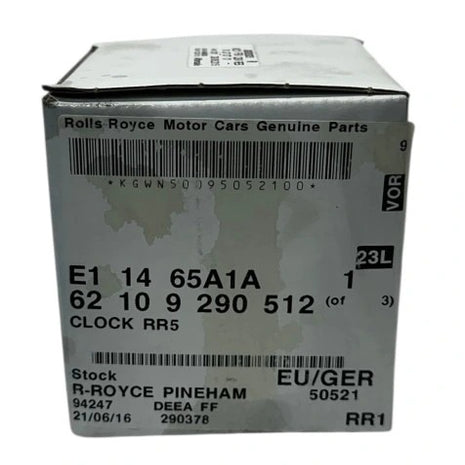 Rolls Royce Motor Cars Genuine Parts
9
*KGWN50095052100*
VOR
23L
E1 14 65A1A 1
62 10 9 290 512 (of 3)
CLOCK RR5
Stock EU/GER
R-ROYCE PINEHAM 50521
94247 DEEA FF
21/06/16 290378 RR1